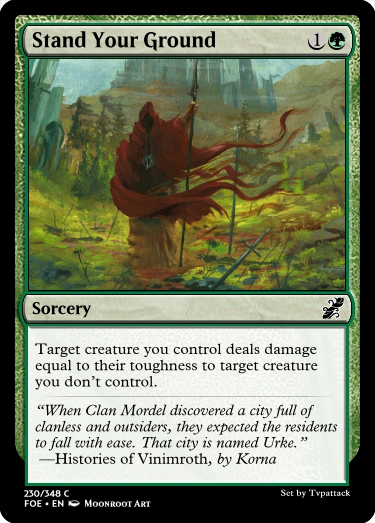 Stand Your Ground 1
Sorcery
Target creature you control deals damage
equal to their toughness to target creature
you don't control.
"When Clan Mordel discovered a city full of
clanless and outsiders, they expected the residents
to fall with ease. That city is named Urke."
—Histories of Vinimroth, by Korna
230/348 C
FOE • EN Moonroot Art
Set by Tvpattack